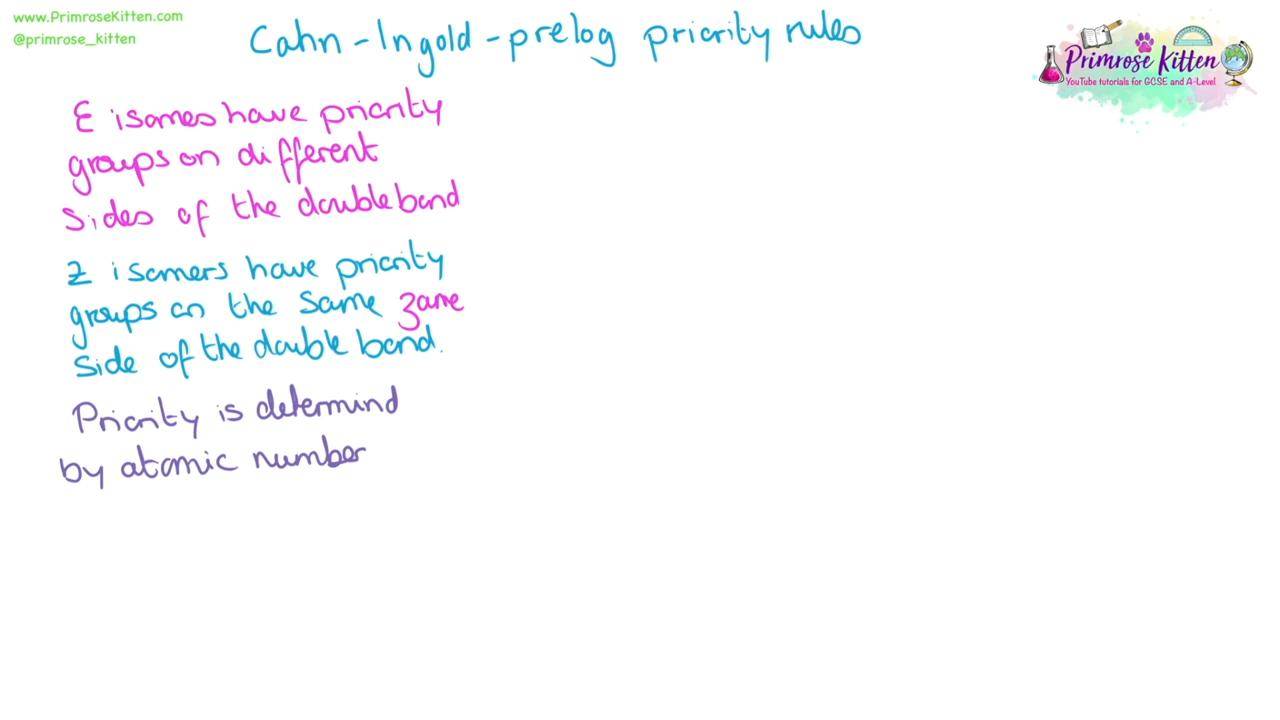 www.PrimroseKitten.com
@primrose_kitten
Cahn-Ingold-prelog priority rules
Primrose Kitten
YouTube tutorials for GCSE and A-Level
E isomes have priority
groups on different
sides of the double bond
Z isomers have priority
groups on the same zame
side of the double bond.
Priority is determind
by atomic number